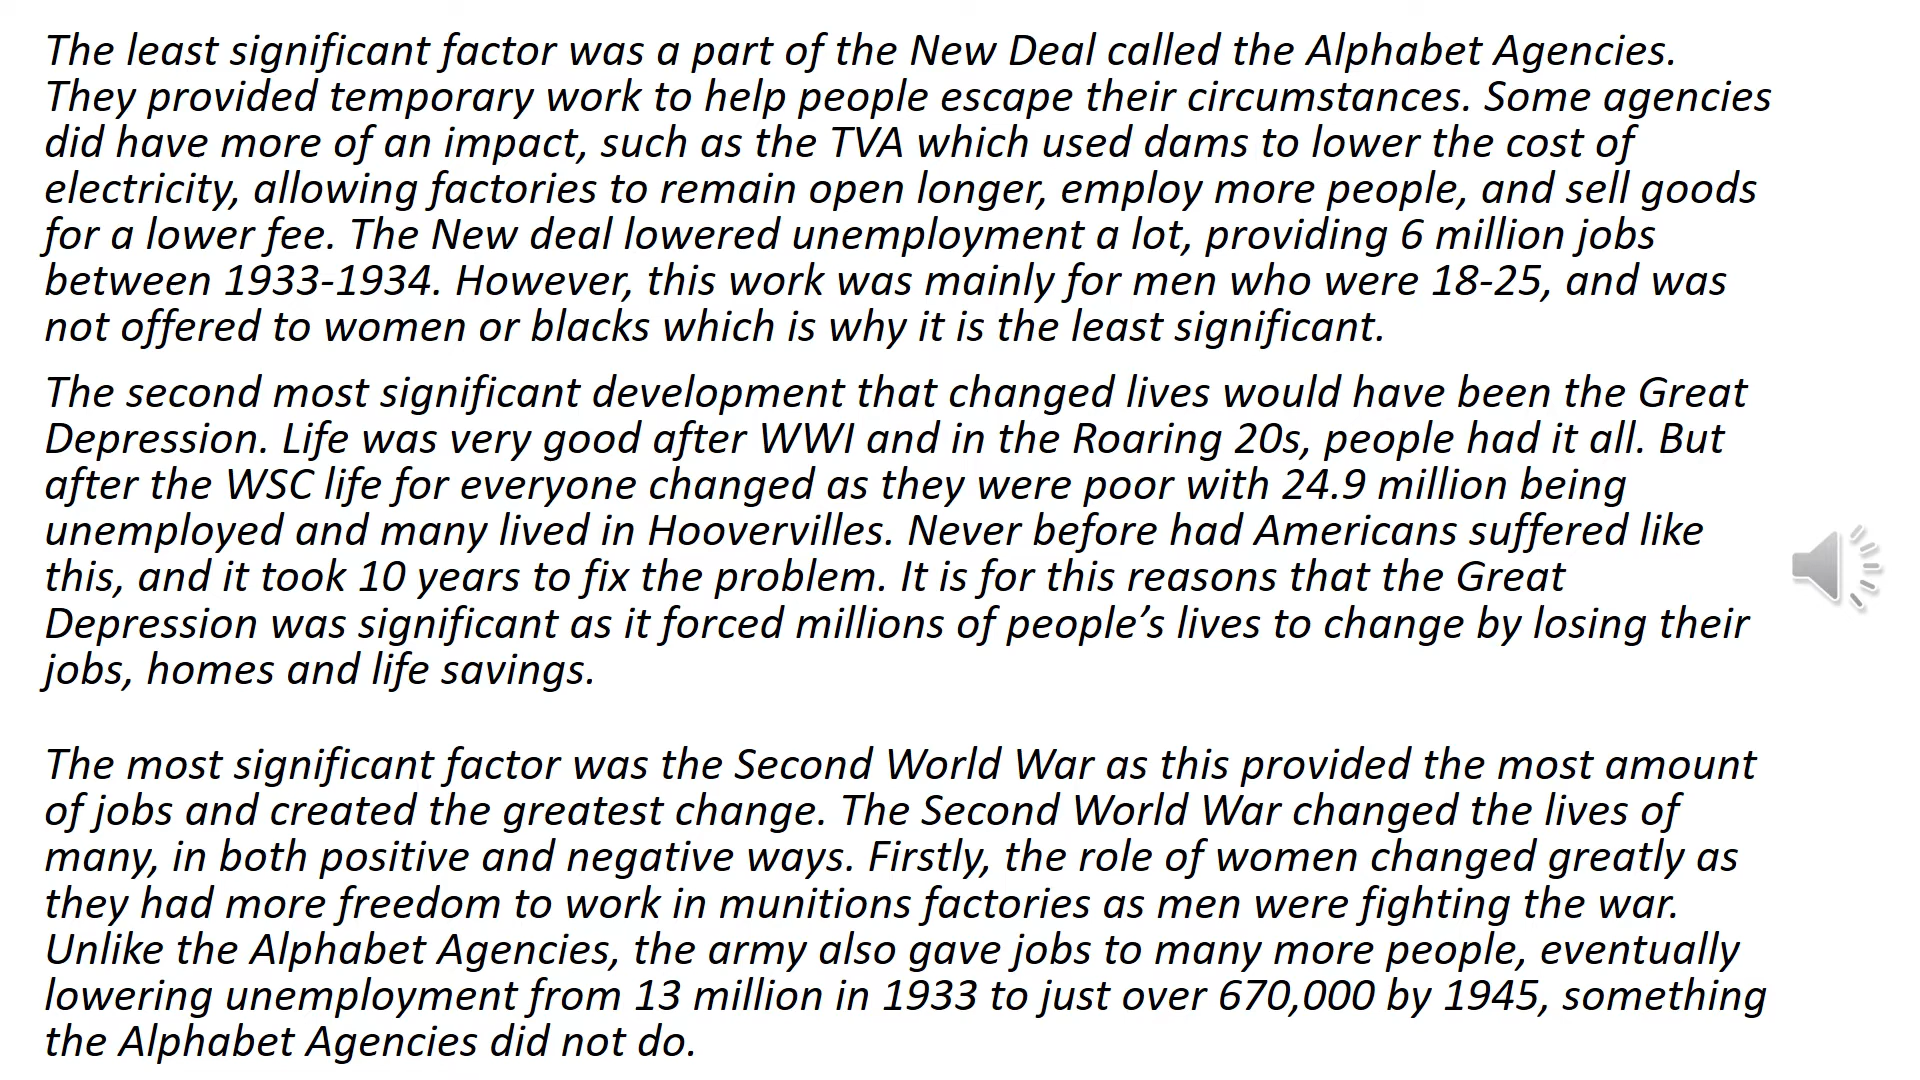 The least significant factor was a part of the New Deal called the Alphabet Agencies.
They provided temporary work to help people escape their circumstances. Some agencies
did have more of an impact, such as the TVA which used dams to lower the cost of
electricity, allowing factories to remain open longer, employ more people, and sell goods
for a lower fee. The New deal lowered unemployment a lot, providing 6 million jobs
between 1933-1934. However, this work was mainly for men who were 18-25, and was
not offered to women or blacks which is why it is the least significant.
The second most significant development that changed lives would have been the Great
Depression. Life was very good after WWI and in the Roaring 20s, people had it all. But
after the WSC life for everyone changed as they were poor with 24.9 million being
unemployed and many lived in Hoovervilles. Never before had Americans suffered like
this, and it took 10 years to fix the problem. It is for this reasons that the Great
Depression was significant as it forced millions of people’s lives to change by losing their
jobs, homes and life savings.
The most significant factor was the Second World War as this provided the most amount
of jobs and created the greatest change. The Second World War changed the lives of
many, in both positive and negative ways. Firstly, the role of women changed greatly as
they had more freedom to work in munitions factories as men were fighting the war.
Unlike the Alphabet Agencies, the army also gave jobs to many more people, eventually
lowering unemployment from 13 million in 1933 to just over 670,000 by 1945, something
the Alphabet Agencies did not do.